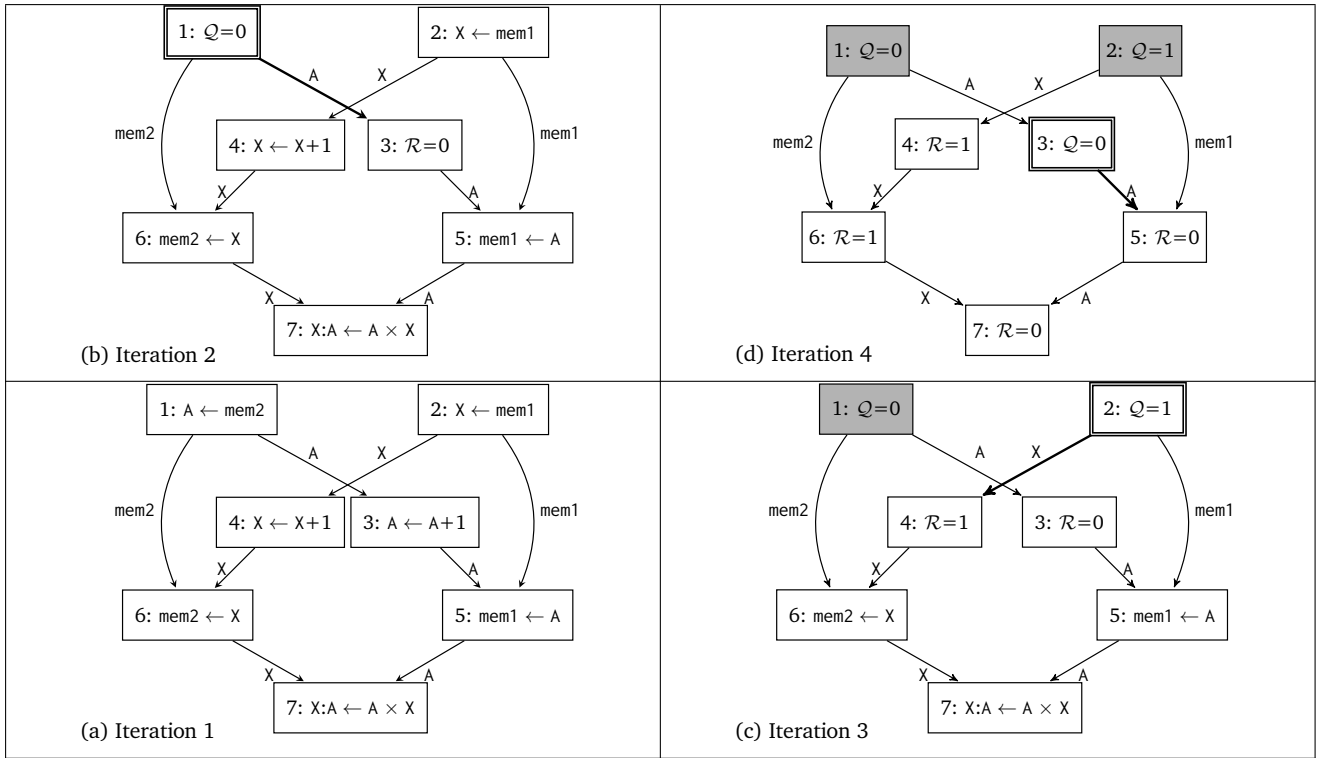 1: 𝒬=0
2: X ← mem1
A
X
mem2
mem1
4: X ← X+1
3: ℛ=0
X
A
6: mem2 ← X
5: mem1 ← A
X
A
7: X:A ← A × X
(b) Iteration 2
1: 𝒬=0
2: 𝒬=1
A
X
mem2
mem1
4: ℛ=1
3: 𝒬=0
X
A
6: ℛ=1
5: ℛ=0
X
A
7: ℛ=0
(d) Iteration 4
1: A ← mem2
2: X ← mem1
A
X
mem2
mem1
4: X ← X+1
3: A ← A+1
X
A
6: mem2 ← X
5: mem1 ← A
X
A
7: X:A ← A × X
(a) Iteration 1
1: 𝒬=0
2: 𝒬=1
A
X
mem2
mem1
4: ℛ=1
3: ℛ=0
X
A
6: mem2 ← X
5: mem1 ← A
X
A
7: X:A ← A × X
(c) Iteration 3